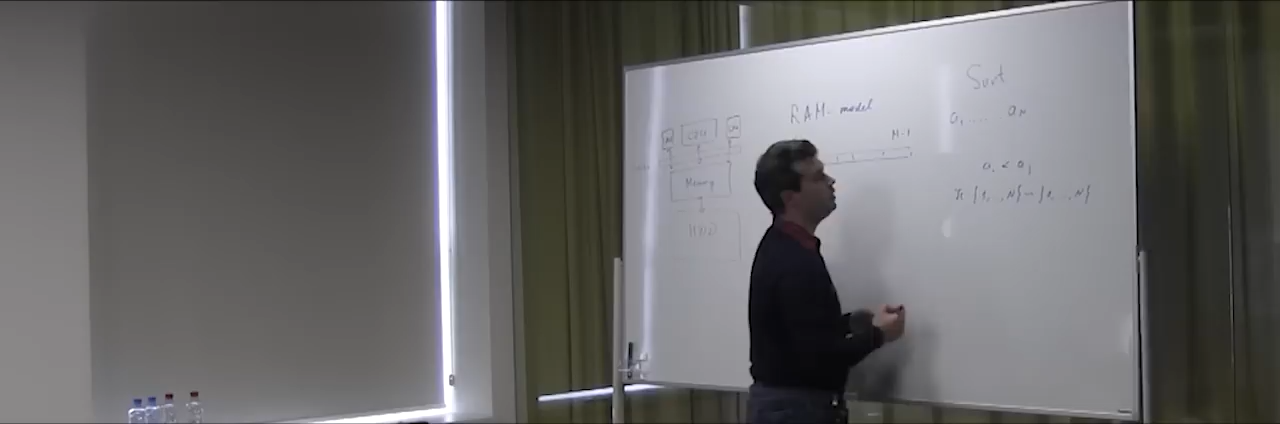 CPU
Memory
HDD
RAM-model
M-1
Sort
a₁ .... aₙ
aᵢ < aⱼ
π {1,...,N} → {1,...,N}